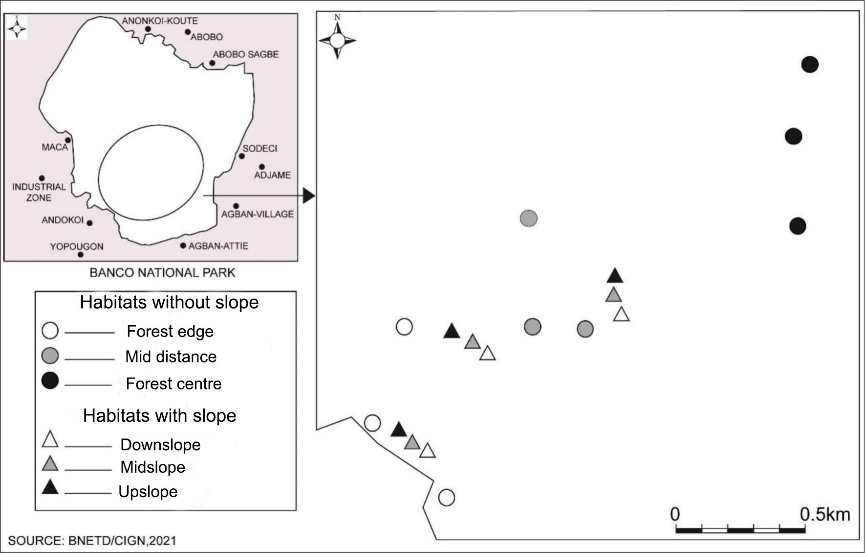 N
ANONKOI-KOUTE
ABOBO
ABOBO SAGBE
MACA
SODECI
ADJAME
INDUSTRIAL
ZONE
AGBAN-VILLAGE
ANDOKOI
YOPOUGON
AGBAN-ATTIE
BANCO NATIONAL PARK
Habitats without slope
Forest edge
Mid distance
Forest centre
Habitats with slope
Downslope
Midslope
Upslope
SOURCE: BNETD/CIGN,2021
N
0 0.5km